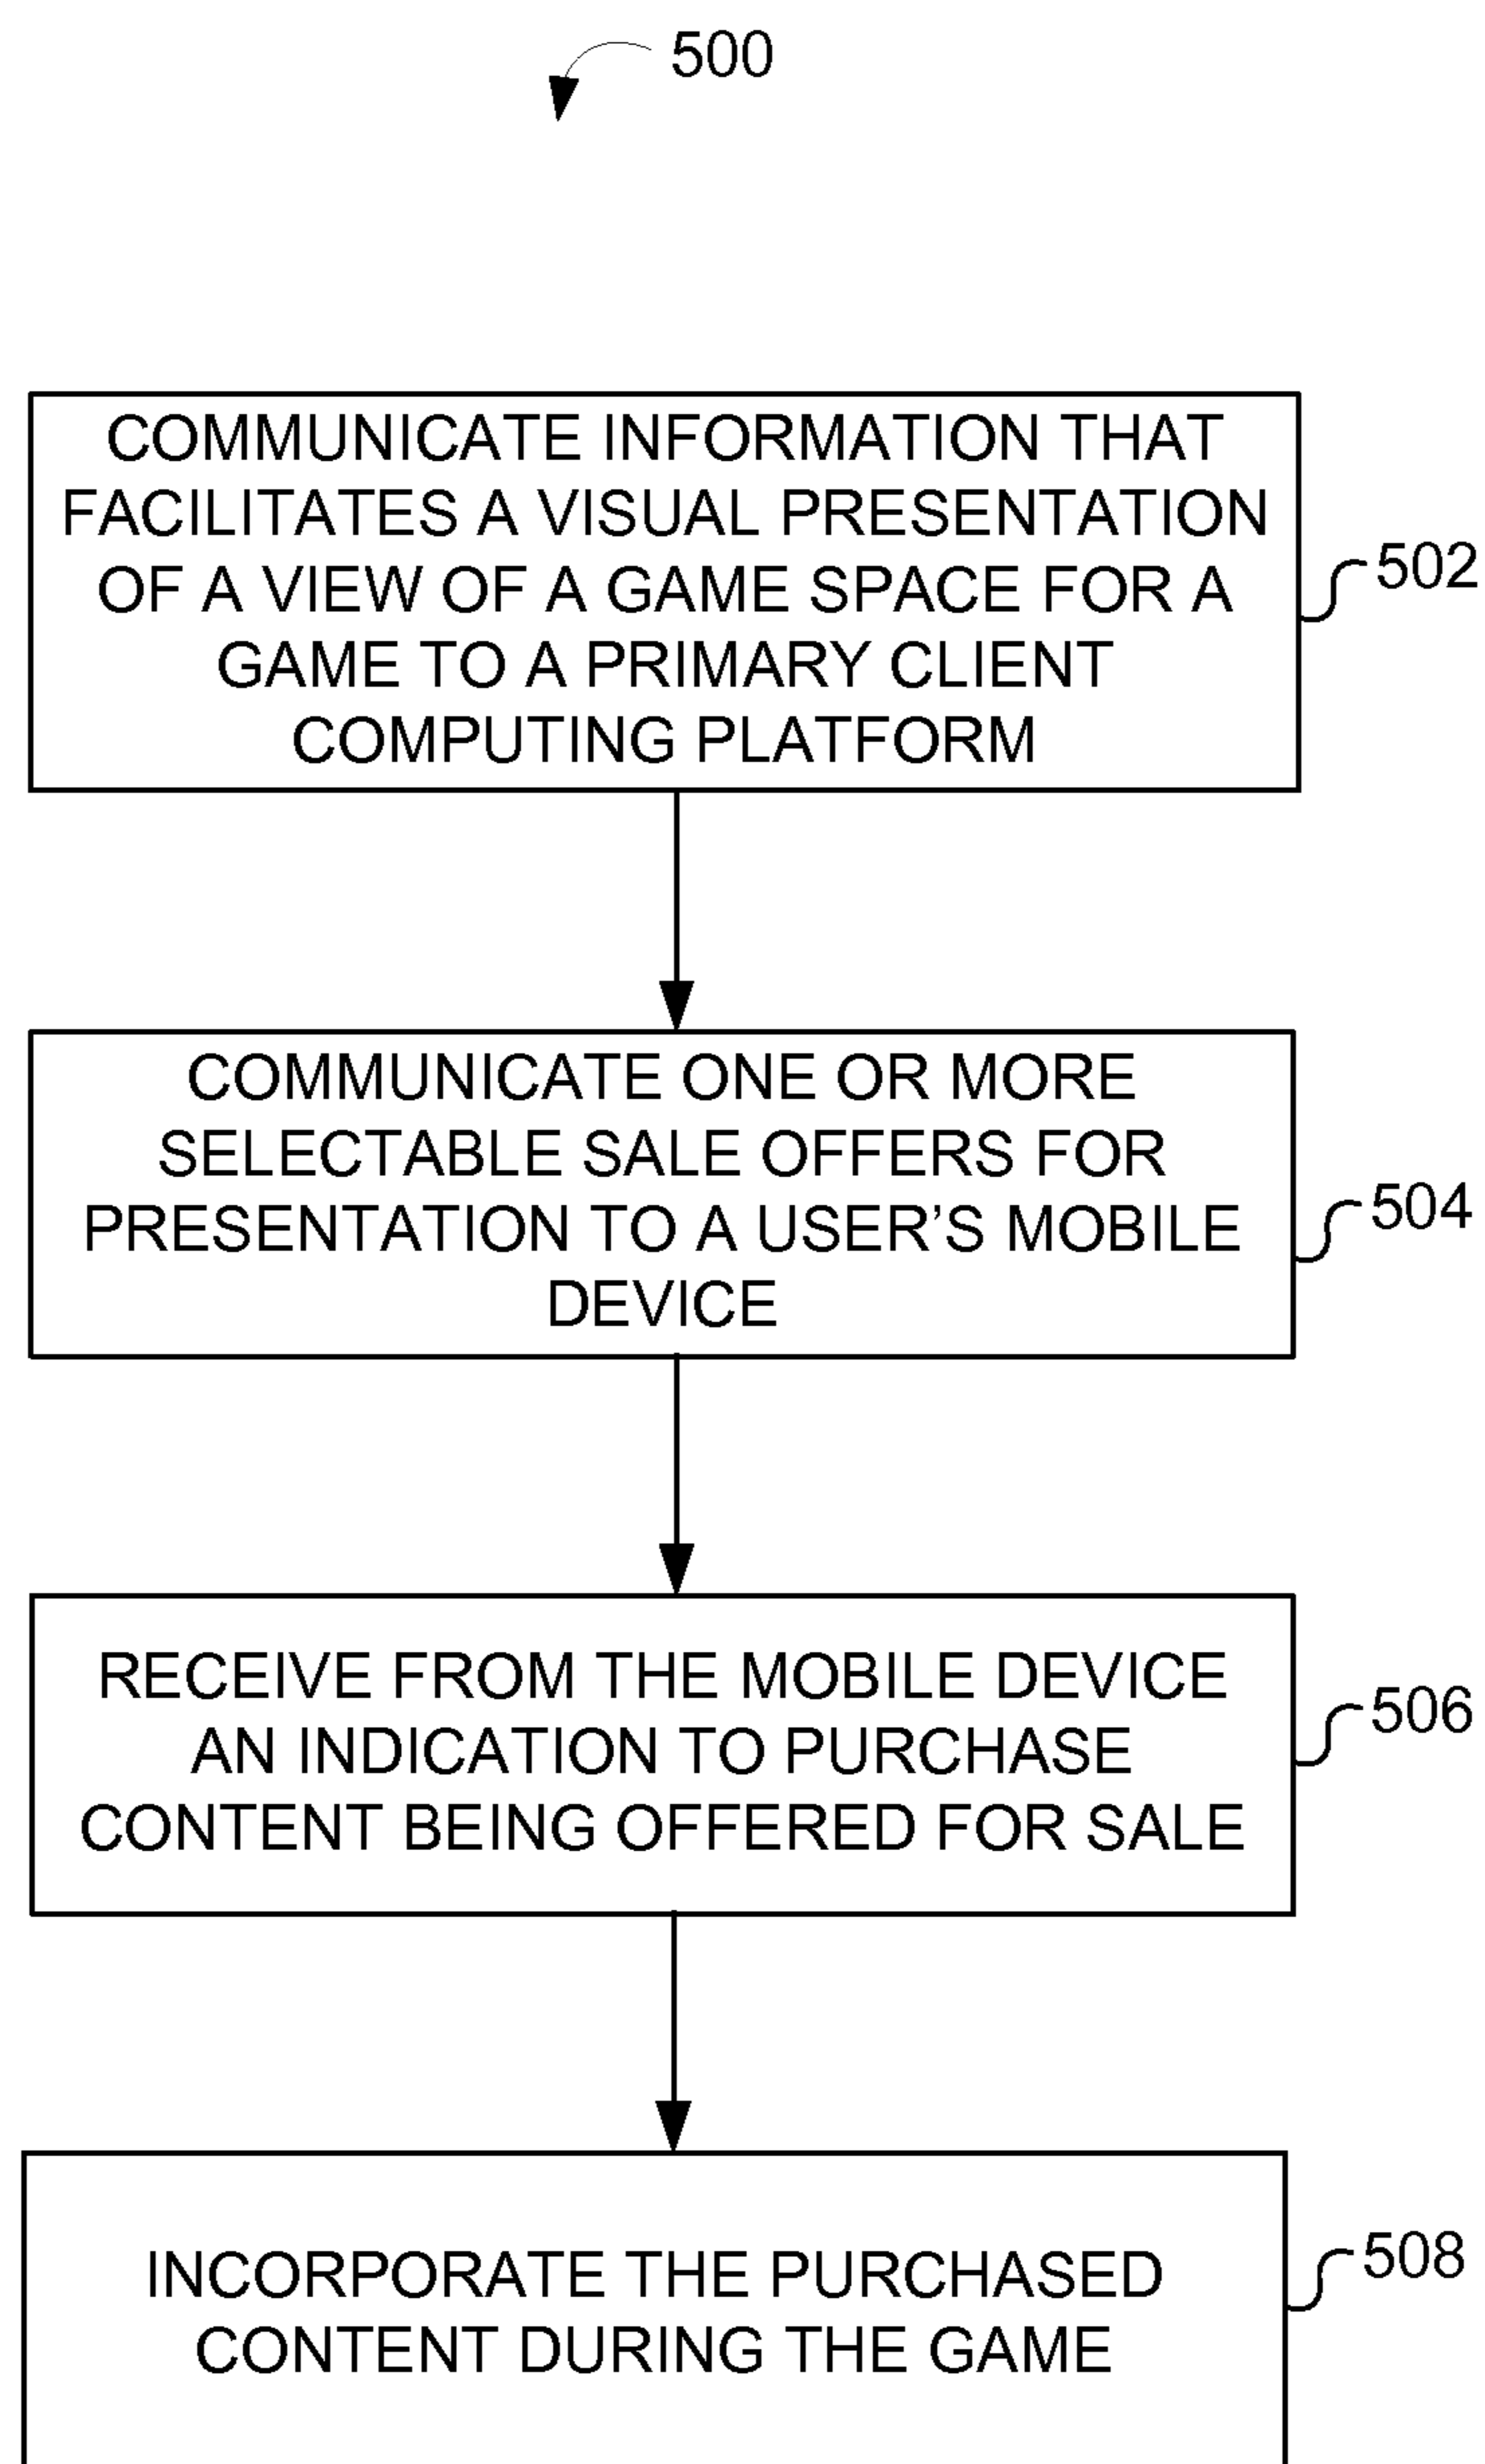 500
COMMUNICATE INFORMATION THAT
FACILITATES A VISUAL PRESENTATION
OF A VIEW OF A GAME SPACE FOR A
GAME TO A PRIMARY CLIENT
COMPUTING PLATFORM
502
COMMUNICATE ONE OR MORE
SELECTABLE SALE OFFERS FOR
PRESENTATION TO A USER’S MOBILE
DEVICE
504
RECEIVE FROM THE MOBILE DEVICE
AN INDICATION TO PURCHASE
CONTENT BEING OFFERED FOR SALE
506
INCORPORATE THE PURCHASED
CONTENT DURING THE GAME
508